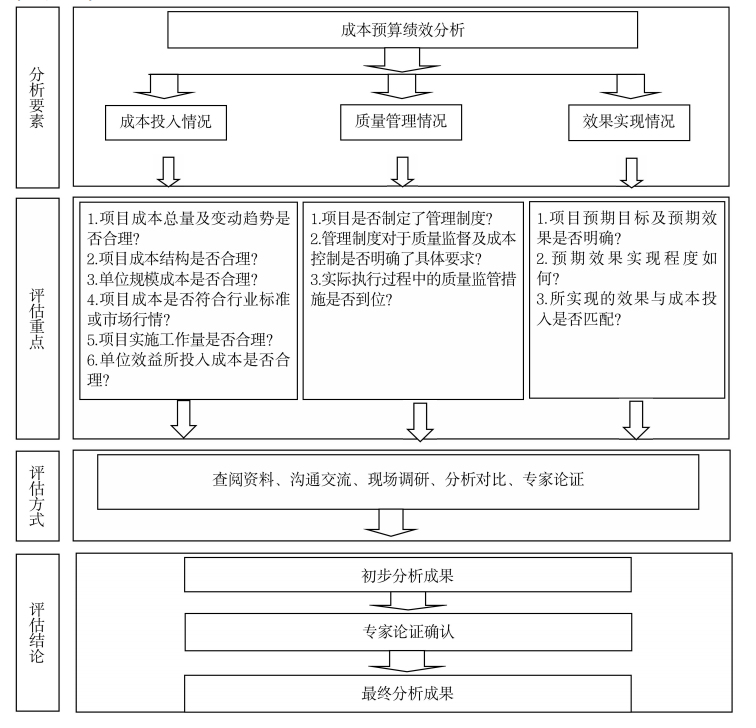 分析要素
成本预算绩效分析
成本投入情况
质量管理情况
效果实现情况
评估重点
1.项目成本总量及变动趋势是
否合理?
2.项目成本结构是否合理?
3.单位规模成本是否合理?
4.项目成本是否符合行业标准
或市场行情?
5.项目实施工作量是否合理?
6.单位效益所投入成本是否合
理?
1.项目是否制定了管理制度?
2.管理制度对于质量监督及成本
控制是否明确了具体要求?
3.实际执行过程中的质量监管措
施是否到位?
1.项目预期目标及预期效
果是否明确?
2.预期效果实现程度如
何?
3.所实现的效果与成本投
入是否匹配?
评估方式
查阅资料、沟通交流、现场调研、分析对比、专家论证
评估结论
初步分析成果
专家论证确认
最终分析成果